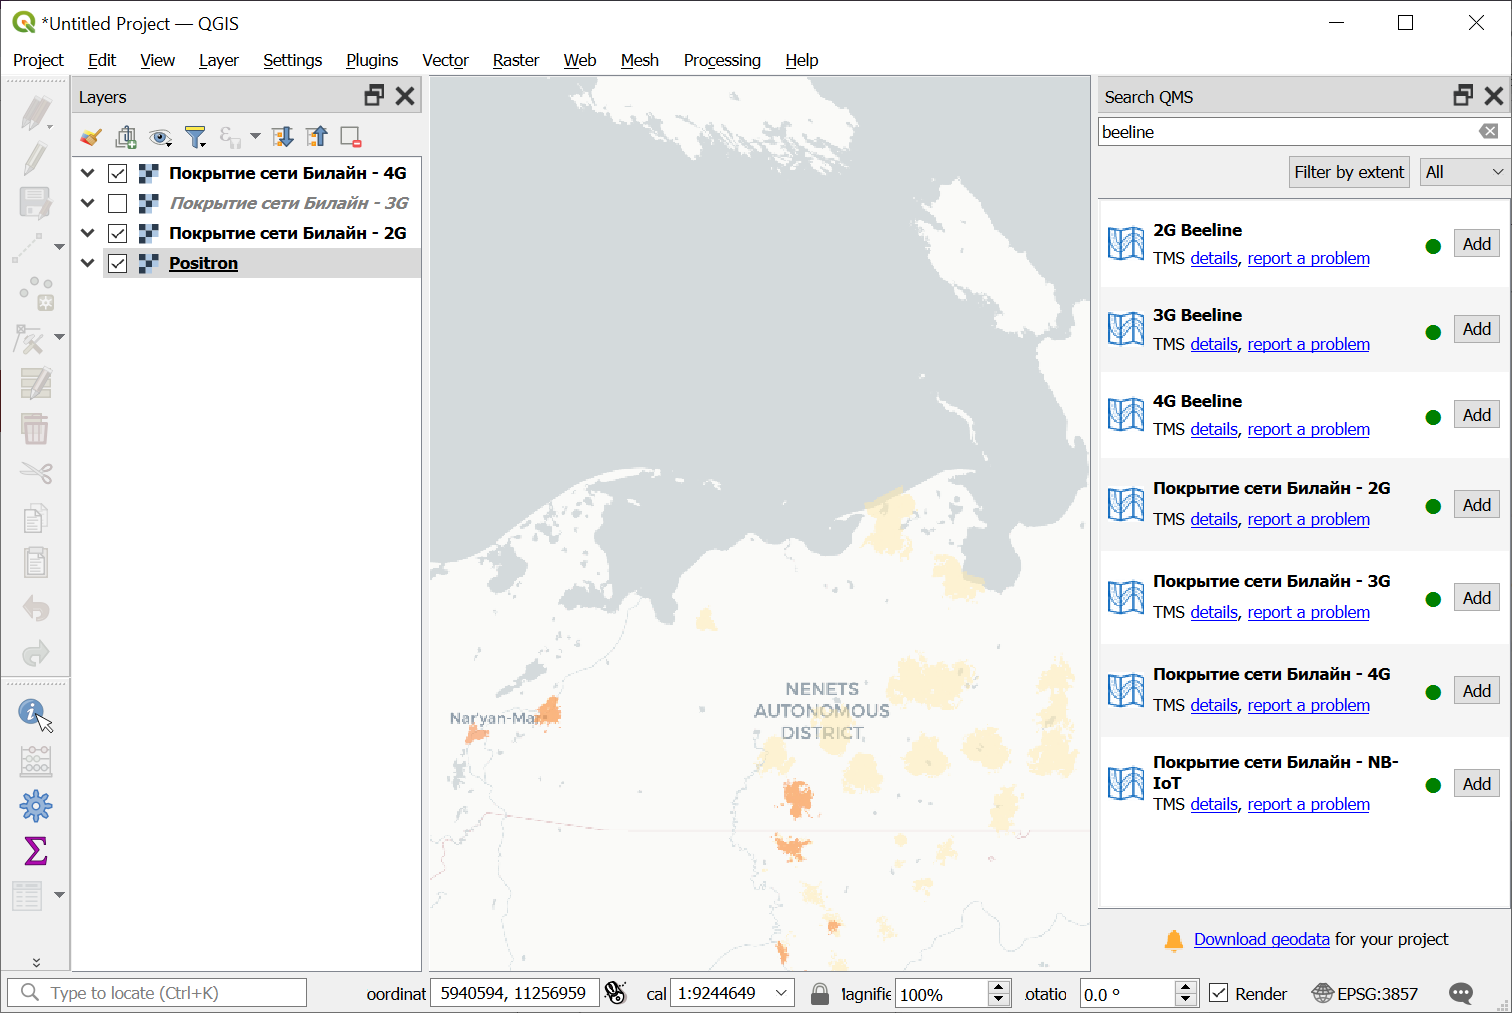 *Untitled Project — QGIS
Project Edit View Layer Settings Plugins Vector Raster Web Mesh Processing Help
Layers
Покрытие сети Билайн - 4G
Покрытие сети Билайн - 3G
Покрытие сети Билайн - 2G
Positron
Nar'yan-Mar
NENETS
AUTONOMOUS
DISTRICT
Search QMS
beeline
Filter by extent All
2G Beeline
TMS details, report a problem Add
3G Beeline
TMS details, report a problem Add
4G Beeline
TMS details, report a problem Add
Покрытие сети Билайн - 2G
TMS details, report a problem Add
Покрытие сети Билайн - 3G
TMS details, report a problem Add
Покрытие сети Билайн - 4G
TMS details, report a problem Add
Покрытие сети Билайн - NB-
IoT
TMS details, report a problem Add
Download geodata for your project
Type to locate (Ctrl+K) oordinat 5940594, 11256959 cal 1:9244649 lagnifie 100% otatio 0.0 ° Render EPSG:3857